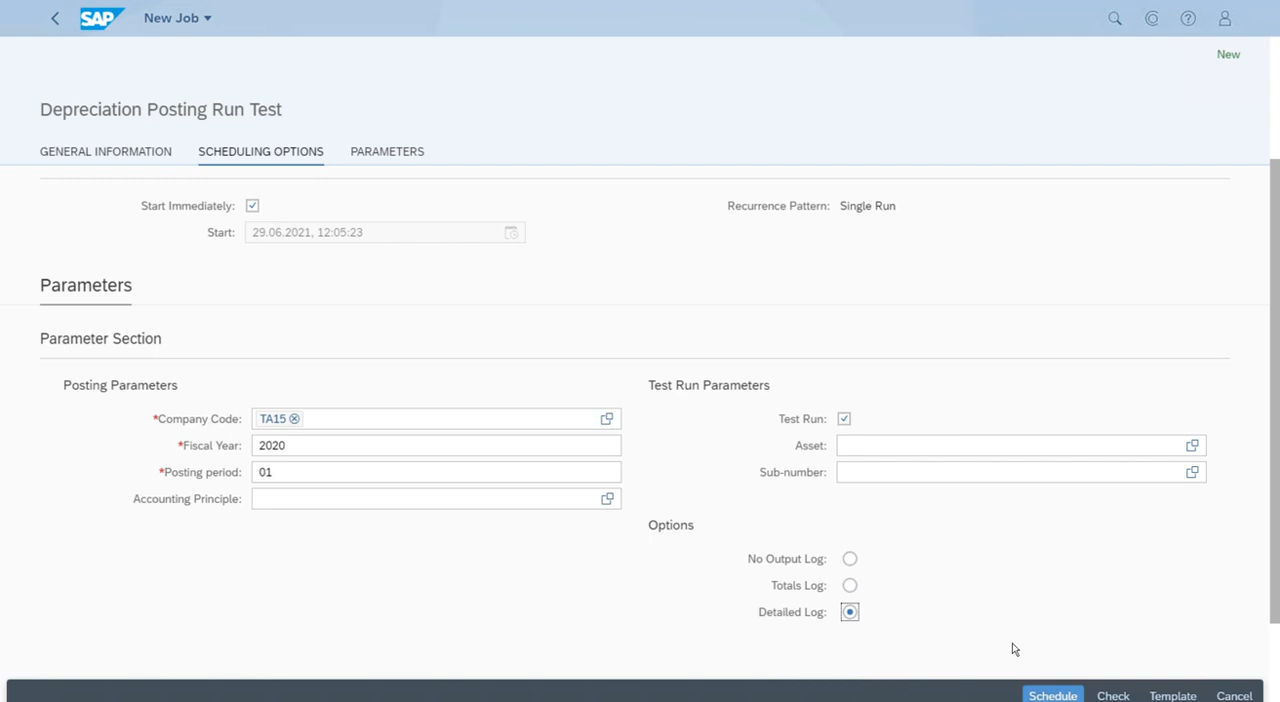 SAP New Job
New
Depreciation Posting Run Test
GENERAL INFORMATION SCHEDULING OPTIONS PARAMETERS
Start Immediately: Recurrence Pattern: Single Run
Start: 29.06.2021, 12:05:23
Parameters
Parameter Section
Posting Parameters Test Run Parameters
*Company Code: TA15 Test Run:
*Fiscal Year: 2020 Asset:
*Posting period: 01 Sub-number:
Accounting Principle:
Options
No Output Log:
Totals Log:
Detailed Log:
Schedule Check Template Cancel